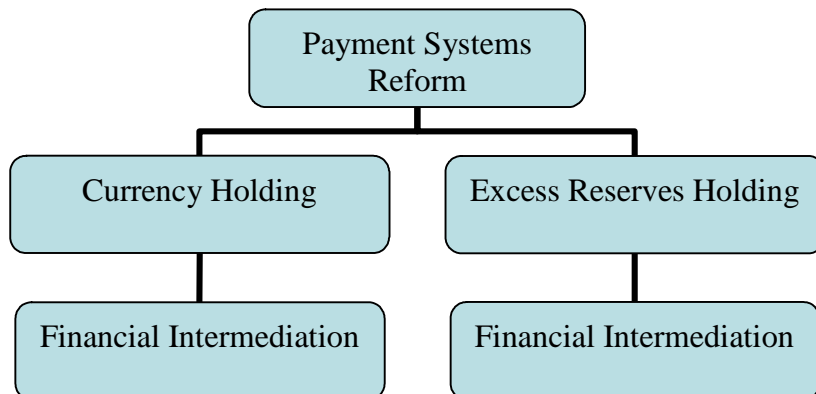 Payment Systems
Reform
Currency Holding
Excess Reserves Holding
Financial Intermediation
Financial Intermediation